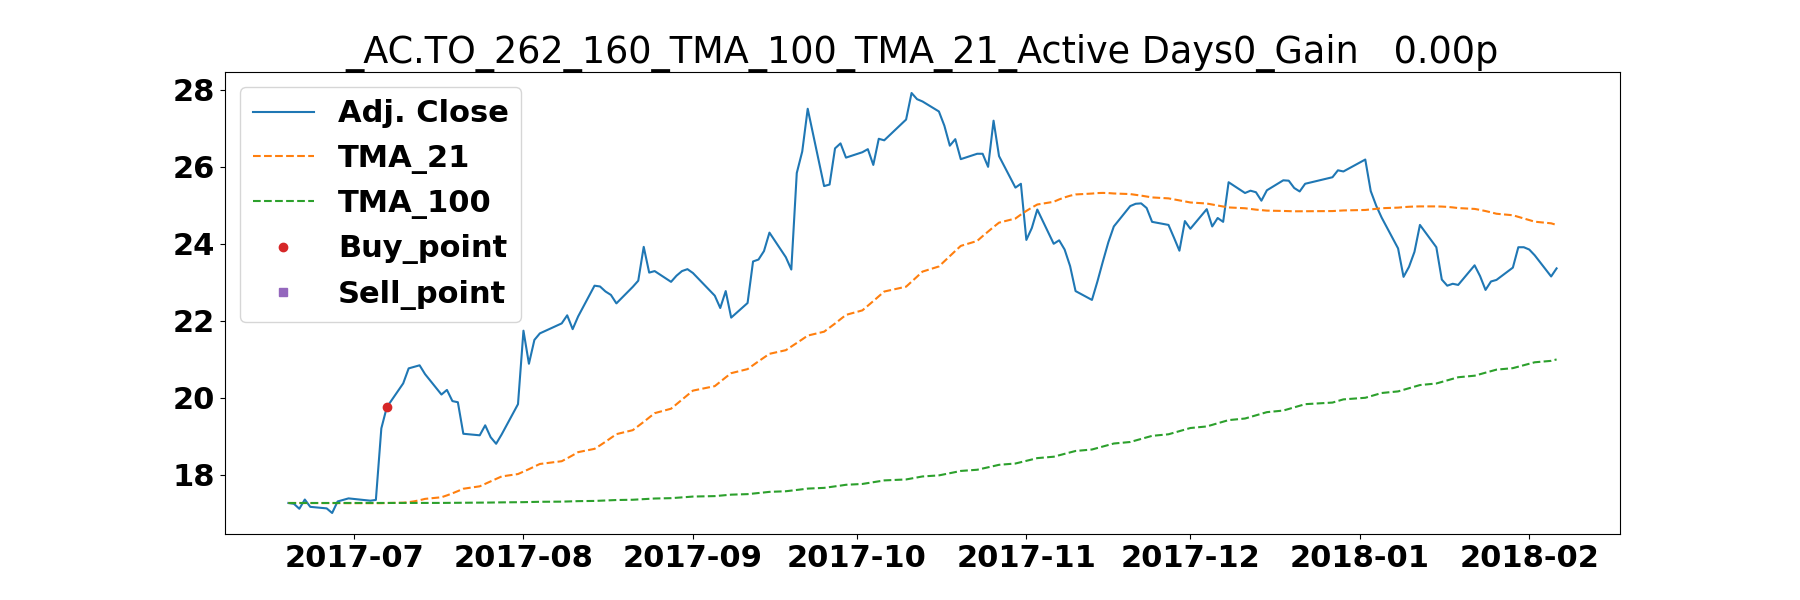 _AC.TO_262_160_TMA_100_TMA_21_Active Days0_Gain   0.00p
28
26
24
22
20
18
Adj. Close
TMA_21
TMA_100
Buy_point
Sell_point
2017-07 2017-08 2017-09 2017-10 2017-11 2017-12 2018-01 2018-02